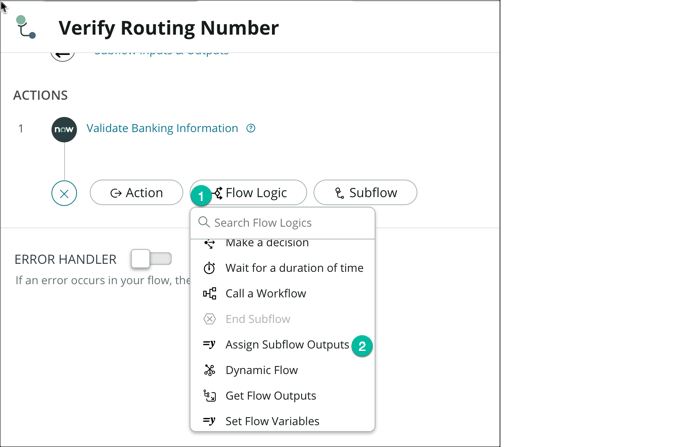 Verify Routing Number
Subflow Inputs & Outputs
ACTIONS
1 now Validate Banking Information ?
Action 1 Flow Logic Subflow
Search Flow Logics
Make a decision
ERROR HANDLER
Wait for a duration of time
If an error occurs in your flow, the
Call a Workflow
End Subflow
Assign Subflow Outputs 2
Dynamic Flow
Get Flow Outputs
Set Flow Variables